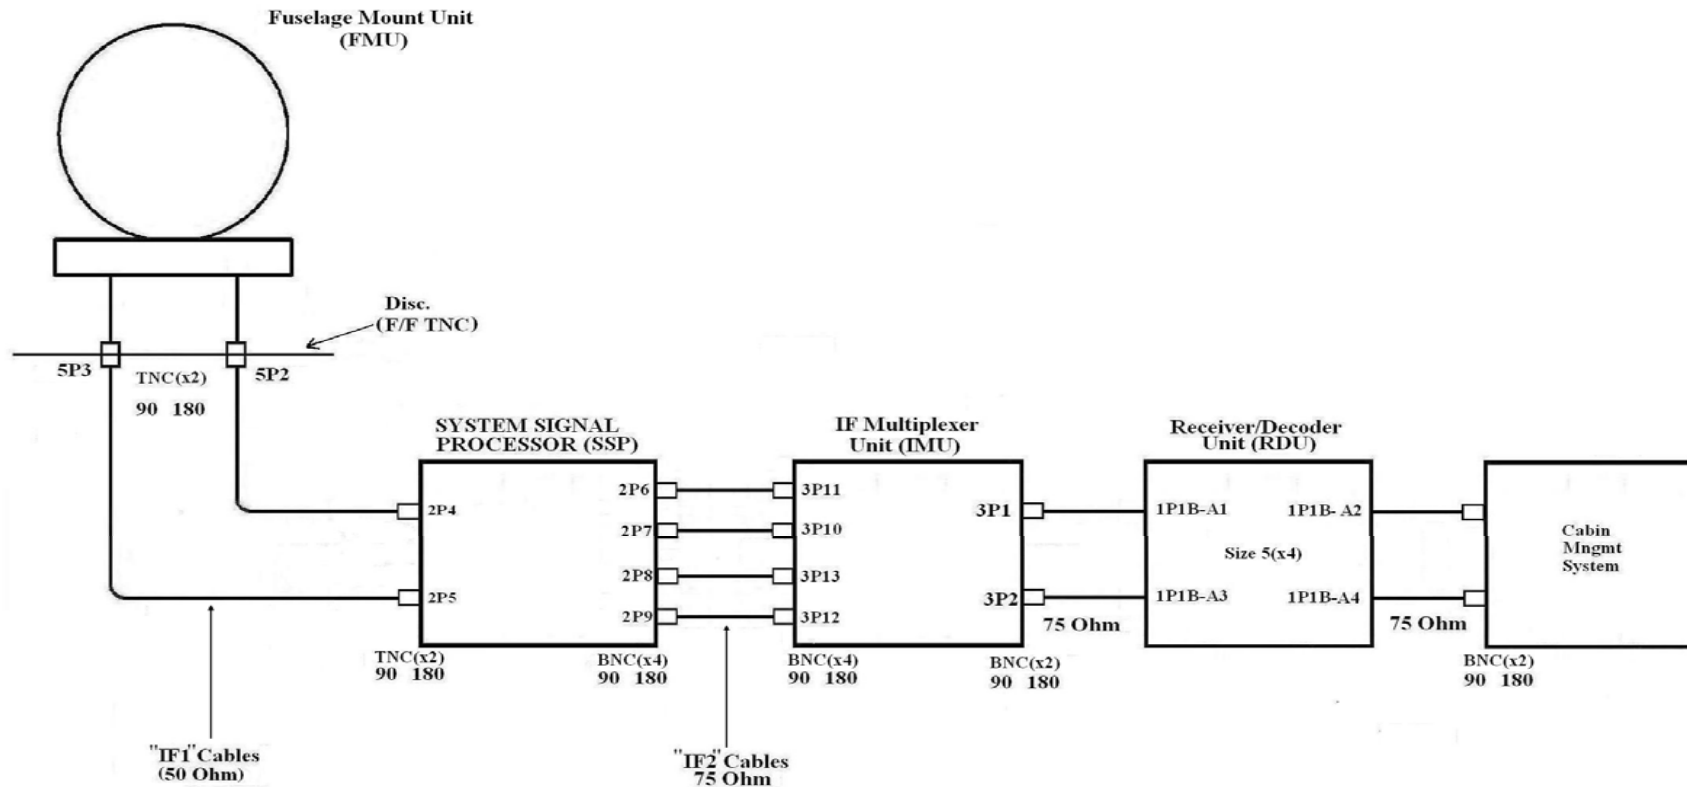 Fuselage Mount Unit
(FMU)
Disc.
(F/F TNC)
5P3
TNC(x2)
90 180
5P2
SYSTEM SIGNAL
PROCESSOR (SSP)
2P4
2P5
2P6
2P7
2P8
2P9
TNC(x2)
90 180
BNC(x4)
90 180
"IF1" Cables
(50 Ohm)
"IF2" Cables
75 Ohm
IF Multiplexer
Unit (IMU)
3P11
3P10
3P13
3P12
3P1
3P2
BNC(x4)
90 180
BNC(x2)
90 180
75 Ohm
Receiver/Decoder
Unit (RDU)
1P1B-A1
1P1B- A2
Size 5(x4)
1P1B-A3
1P1B-A4
75 Ohm
Cabin
Mngmt
System
BNC(x2)
90 180